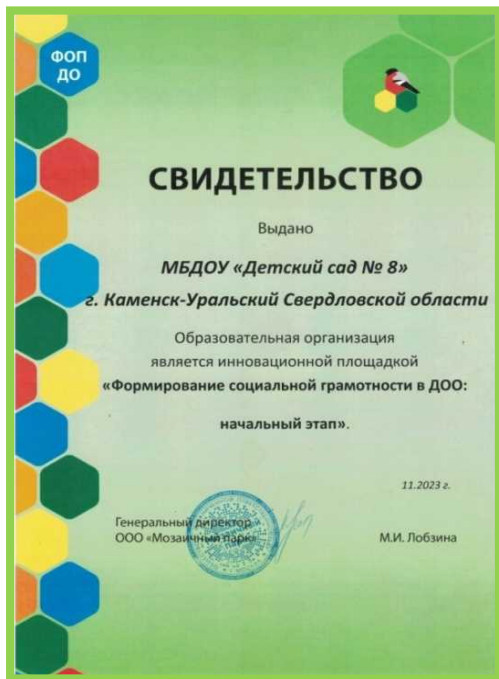 ФОП
ДО
СВИДЕТЕЛЬСТВО
Выдано
МБДОУ «Детский сад № 8»
г. Каменск-Уральский Свердловской области
Образовательная организация
является инновационной площадкой
«Формирование социальной грамотности в ДОО:
начальный этап».
11.2023 г.
Генеральный директор
ООО «Мозаичный парк»
М.И. Лобзина